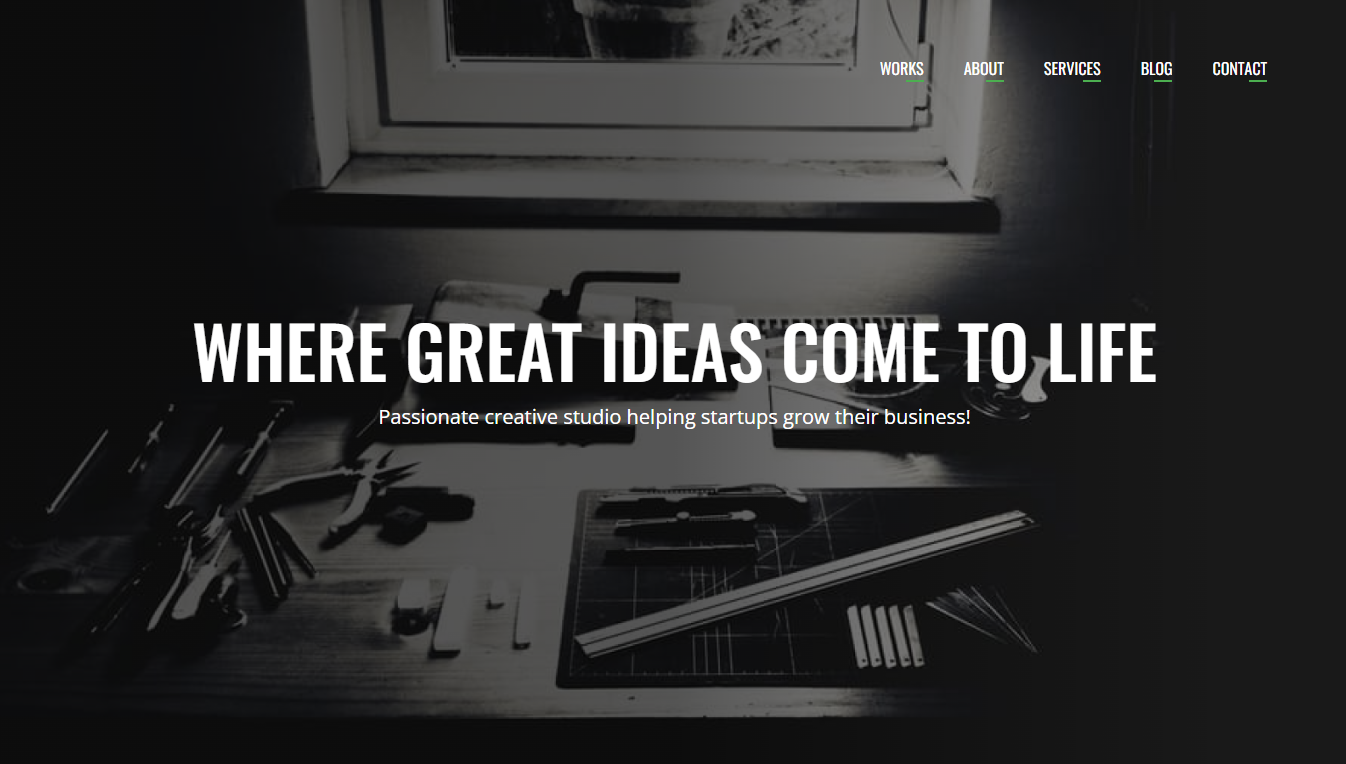 WORKS ABOUT SERVICES BLOG CONTACT
WHERE GREAT IDEAS COME TO LIFE
Passionate creative studio helping startups grow their business!